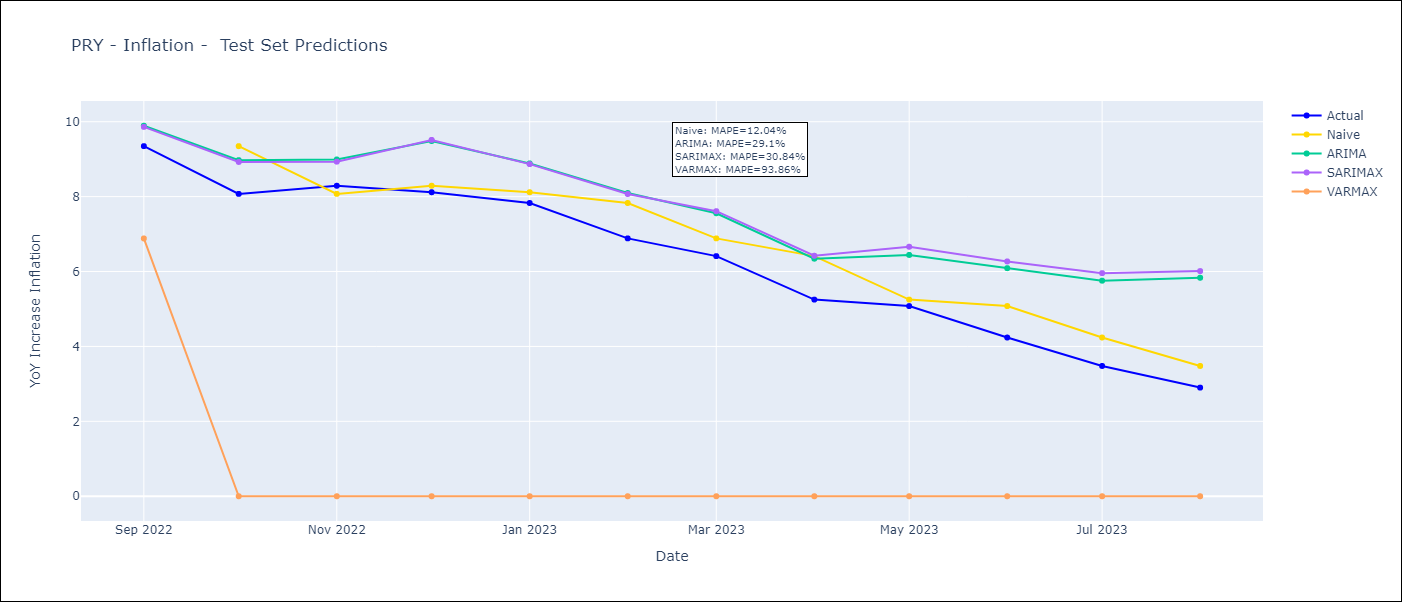 PRY - Inflation -  Test Set Predictions
10
8
6
4
2
0
YoY Increase Inflation
Sep 2022
Nov 2022
Jan 2023
Mar 2023
May 2023
Jul 2023
Date
Naive: MAPE=12.04%
ARIMA: MAPE=29.1%
SARIMAX: MAPE=30.84%
VARMAX: MAPE=93.86%
Actual
Naive
ARIMA
SARIMAX
VARMAX